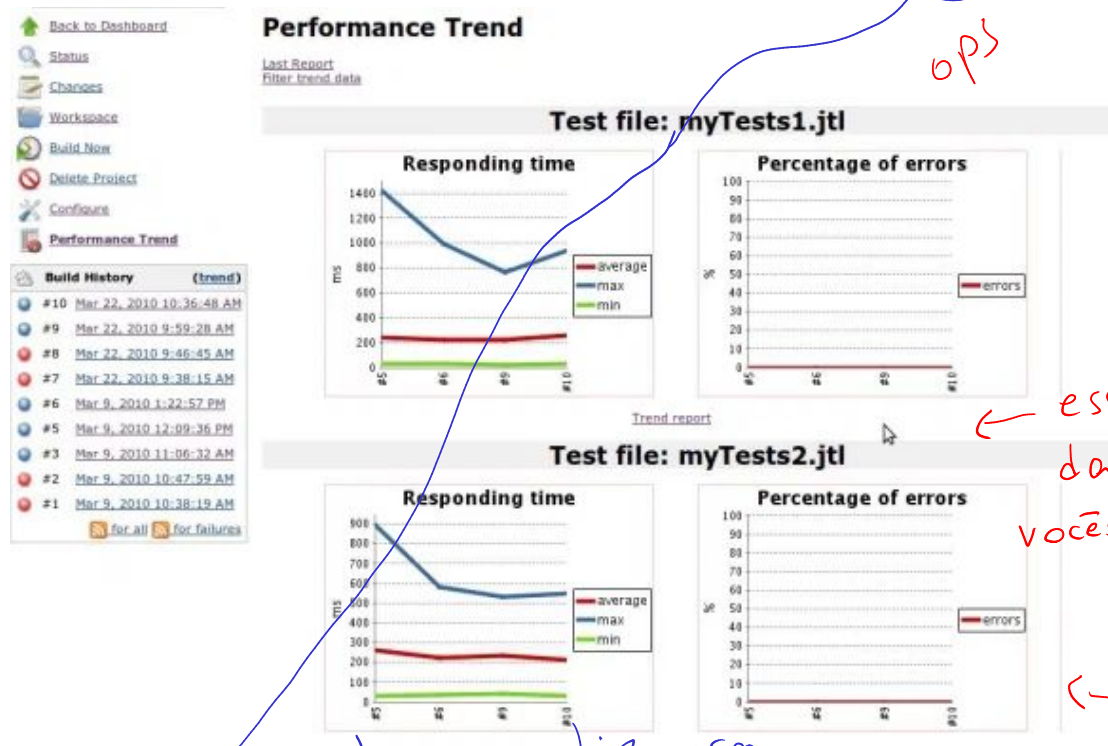 Back to Dashboard
Status
Changes
Workspace
Build Now
Delete Project
Configure
Performance Trend
Build History (trend)
#10 Mar 22, 2010 10:36:48 AM
#9 Mar 22, 2010 9:59:28 AM
#8 Mar 22, 2010 9:46:45 AM
#7 Mar 22, 2010 9:38:15 AM
#6 Mar 9, 2010 1:22:57 PM
#5 Mar 9, 2010 12:09:36 PM
#3 Mar 9, 2010 11:06:32 AM
#2 Mar 9, 2010 10:47:59 AM
#1 Mar 9, 2010 10:38:19 AM
for all for failures
Performance Trend
ops
Last Report
Filter trend data
Test file: myTests1.jtl
Responding time
1400
1200
1000
800
600
400
200
0
ms
#5 #6 #9 #10
average
max
min
Percentage of errors
100
90
80
70
60
50
40
30
20
10
0
%
#5 #6 #9 #10
errors
Trend report
Test file: myTests2.jtl
Responding time
900
800
700
600
500
400
300
200
100
0
ms
#5 #6 #9 #10
average
max
min
Percentage of errors
100
90
80
70
60
50
40
30
20
10
0
%
#5 #6 #9 #10
errors
você